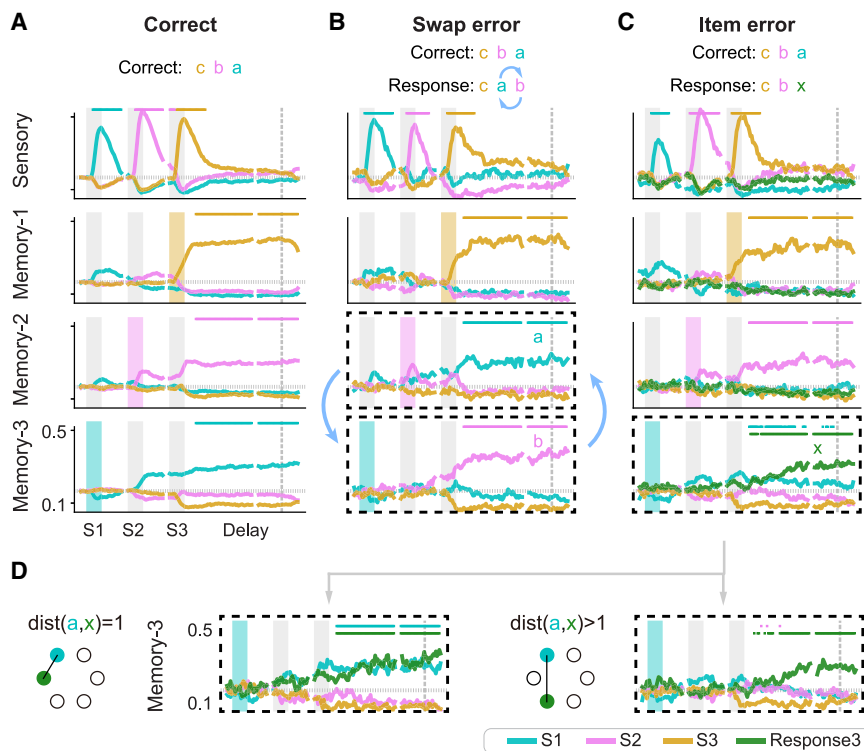 A Correct
Correct: c b a
B Swap error
Correct: c b a
Response: c a b
C Item error
Correct: c b a
Response: c b x
Sensory
Memory-1
Memory-2
a
Memory-3
0.5
0.1
b
x
S1 S2 S3 Delay
D
dist(a,x)=1
Memory-3
0.5
0.1
dist(a,x)>1
S1 S2 S3 Response3